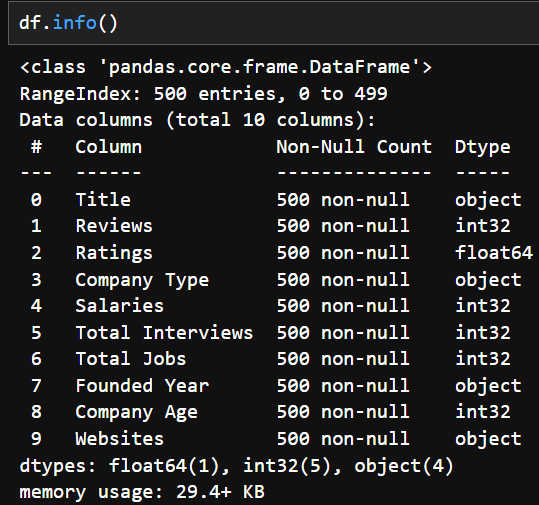 df.info()
<class 'pandas.core.frame.DataFrame'>
RangeIndex: 500 entries, 0 to 499
Data columns (total 10 columns):
 #   Column            Non-Null Count  Dtype
---  ------            --------------  -----
 0   Title             500 non-null    object
 1   Reviews           500 non-null    int32
 2   Ratings           500 non-null    float64
 3   Company Type      500 non-null    object
 4   Salaries          500 non-null    int32
 5   Total Interviews  500 non-null    int32
 6   Total Jobs        500 non-null    int32
 7   Founded Year      500 non-null    object
 8   Company Age       500 non-null    int32
 9   Websites          500 non-null    object
dtypes: float64(1), int32(5), object(4)
memory usage: 29.4+ KB